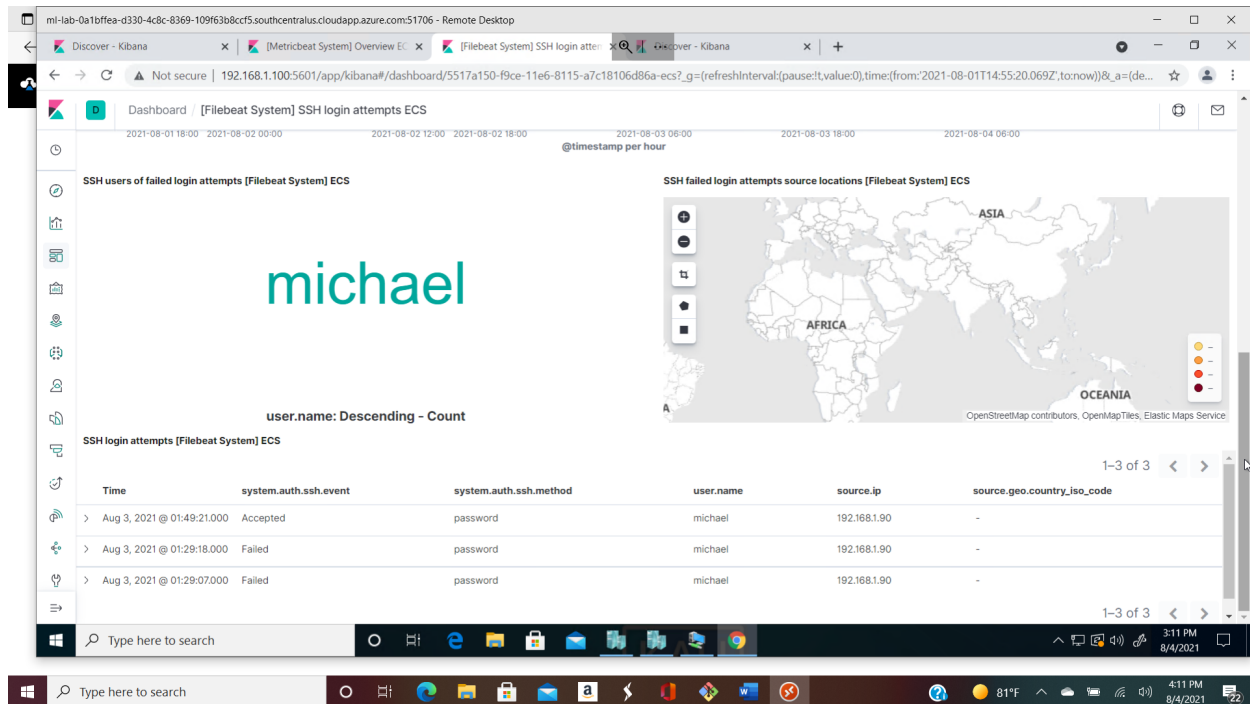 ml-lab-0a1bffea-d330-4c8c-8369-109f63b8ccf5.southcentralus.cloudapp.azure.com:51706 - Remote Desktop
Discover - Kibana
[Metricbeat System] Overview EC
[Filebeat System] SSH login atten
cover - Kibana
Not secure | 192.168.1.100:5601/app/kibana#/dashboard/5517a150-f9ce-11e6-8115-a7c18106d86a-ecs?_g=(refreshInterval:(pause:!t,value:0),time:(from:'2021-08-01T14:55:20.069Z',to:now))&_a=(de...
D
Dashboard / [Filebeat System] SSH login attempts ECS
2021-08-01 18:00 2021-08-02 00:00 2021-08-02 12:00 2021-08-02 18:00 2021-08-03 06:00 2021-08-03 18:00 2021-08-04 06:00
@timestamp per hour
SSH users of failed login attempts [Filebeat System] ECS
michael
user.name: Descending - Count
SSH failed login attempts source locations [Filebeat System] ECS
ASIA
AFRICA
OCEANIA
A
OpenStreetMap contributors, OpenMapTiles, Elastic Maps Service
SSH login attempts [Filebeat System] ECS
1–3 of 3
Time system.auth.ssh.event system.auth.ssh.method user.name source.ip source.geo.country_iso_code
Aug 3, 2021 @ 01:49:21.000 Accepted password michael 192.168.1.90 -
Aug 3, 2021 @ 01:29:18.000 Failed password michael 192.168.1.90 -
Aug 3, 2021 @ 01:29:07.000 Failed password michael 192.168.1.90 -
1–3 of 3
Type here to search
3:11 PM
8/4/2021
Type here to search
81°F
4:11 PM
8/4/2021
22